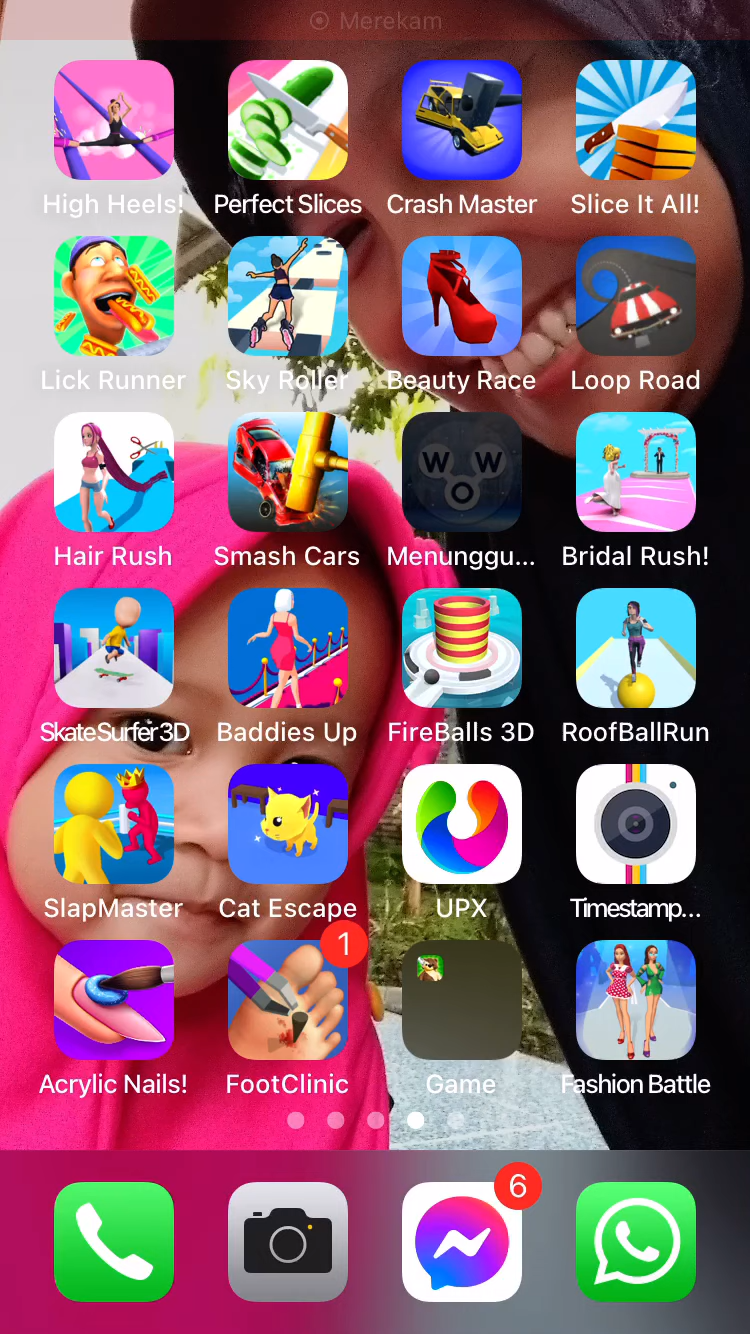 Merekam
High Heels! Perfect Slices Crash Master Slice It All!
Lick Runner Sky Roller Beauty Race Loop Road
W W
O
Hair Rush Smash Cars Menunggu... Bridal Rush!
SkateSurfer3D Baddies Up FireBalls 3D RoofBallRun
SlapMaster Cat Escape UPX Timestamp...
1
Acrylic Nails! FootClinic Game Fashion Battle
6